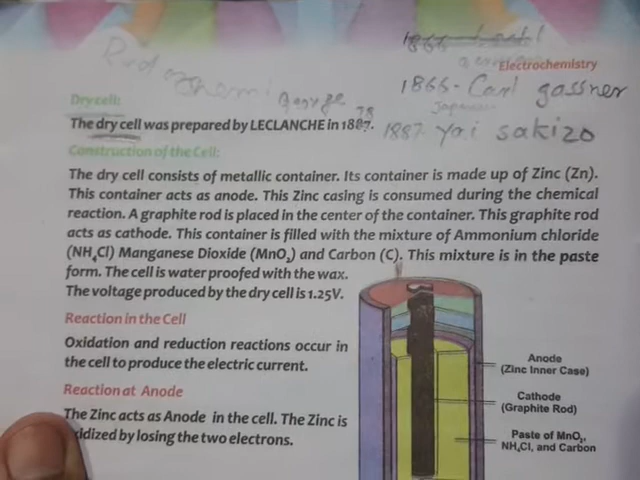 Electrochemistry
1866 - Carl gassner
Dry cell:
george
The dry cell was prepared by LECLANCHE in 1887.
78
1887 Yai sakizo
Construction of the Cell:
The dry cell consists of metallic container. Its container is made up of Zinc (Zn).
This container acts as anode. This Zinc casing is consumed during the chemical
reaction. A graphite rod is placed in the center of the container. This graphite rod
acts as cathode. This container is filled with the mixture of Ammonium chloride
(NH₄Cl) Manganese Dioxide (MnO₂) and Carbon (C). This mixture is in the paste
form. The cell is water proofed with the wax.
The voltage produced by the dry cell is 1.25V.
Reaction in the Cell
Oxidation and reduction reactions occur in
the cell to produce the electric current.
Reaction at Anode
The Zinc acts as Anode in the cell. The Zinc is
oxidized by losing the two electrons.
Anode
(Zinc Inner Case)
Cathode
(Graphite Rod)
Paste of MnO₂,
NH₄Cl, and Carbon